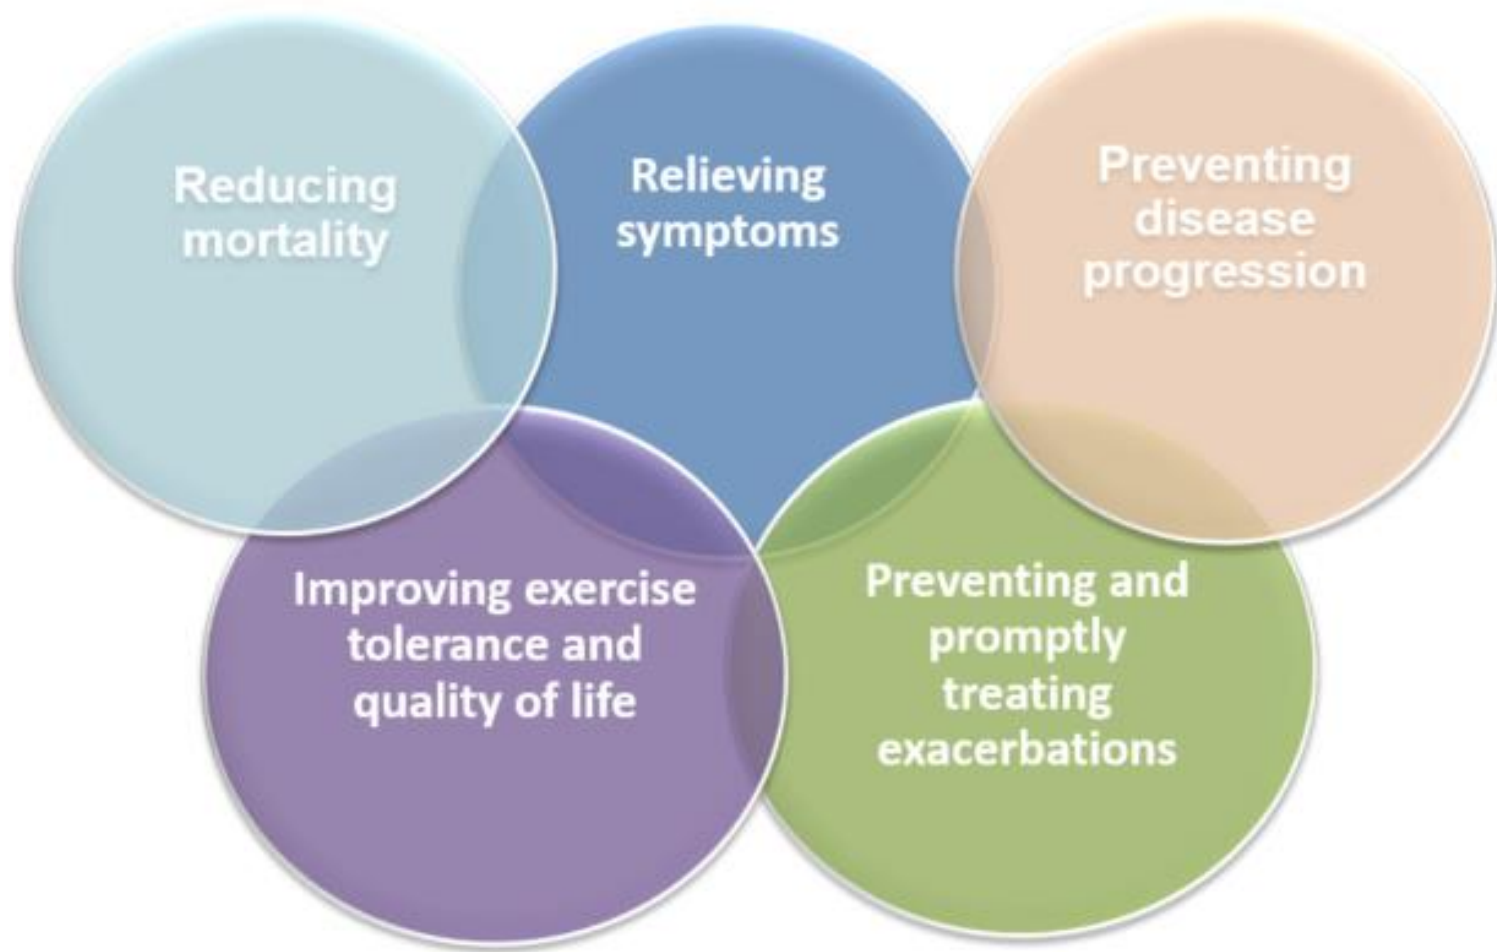 Reducing
mortality
Relieving
symptoms
Preventing
disease
progression
Improving exercise
tolerance and
quality of life
Preventing and
promptly
treating
exacerbations